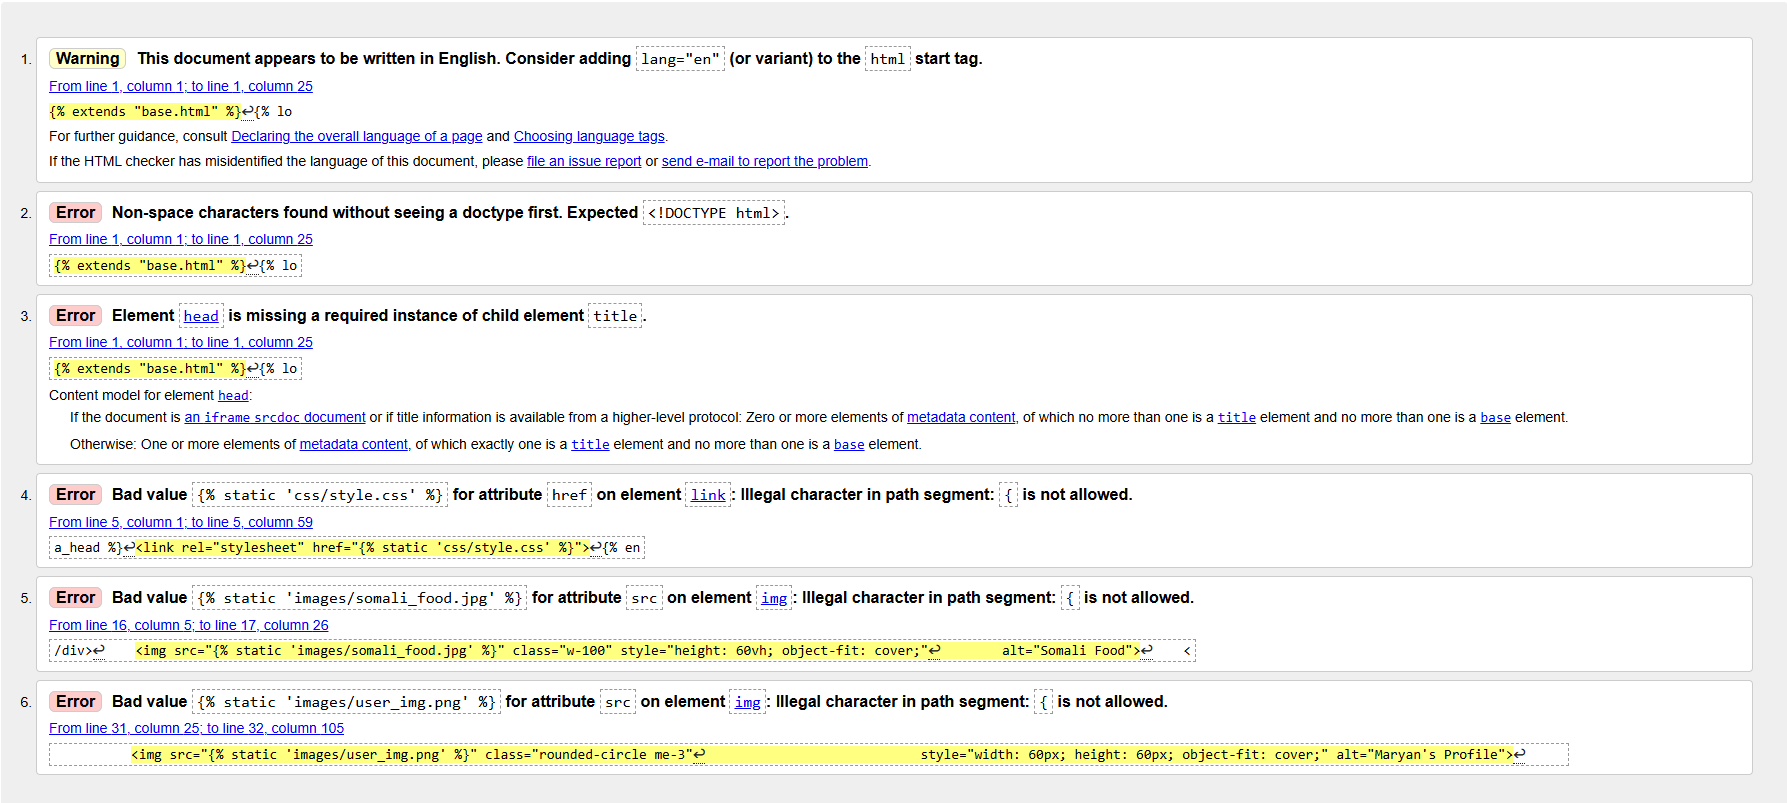 1. Warning This document appears to be written in English. Consider adding lang="en" (or variant) to the html start tag.
From line 1, column 1; to line 1, column 25
{% extends "base.html" %}↩{% lo
For further guidance, consult Declaring the overall language of a page and Choosing language tags.
If the HTML checker has misidentified the language of this document, please file an issue report or send e-mail to report the problem.
2. Error Non-space characters found without seeing a doctype first. Expected <!DOCTYPE html>.
From line 1, column 1; to line 1, column 25
{% extends "base.html" %}↩{% lo
3. Error Element head is missing a required instance of child element title.
From line 1, column 1; to line 1, column 25
{% extends "base.html" %}↩{% lo
Content model for element head:
If the document is an iframe srcdoc document or if title information is available from a higher-level protocol: Zero or more elements of metadata content, of which no more than one is a title element and no more than one is a base element.
Otherwise: One or more elements of metadata content, of which exactly one is a title element and no more than one is a base element.
4. Error Bad value {% static 'css/style.css' %} for attribute href on element link: Illegal character in path segment: { is not allowed.
From line 5, column 1; to line 5, column 59
a_head %}↩<link rel="stylesheet" href="{% static 'css/style.css' %}">↩{% en
5. Error Bad value {% static 'images/somali_food.jpg' %} for attribute src on element img: Illegal character in path segment: { is not allowed.
From line 16, column 5; to line 17, column 26
/div>↩    <img src="{% static 'images/somali_food.jpg' %}" class="w-100" style="height: 60vh; object-fit: cover;"↩        alt="Somali Food">↩    <
6. Error Bad value {% static 'images/user_img.png' %} for attribute src on element img: Illegal character in path segment: { is not allowed.
From line 31, column 25; to line 32, column 105
<img src="{% static 'images/user_img.png' %}" class="rounded-circle me-3"↩                            style="width: 60px; height: 60px; object-fit: cover;" alt="Maryan's Profile">↩